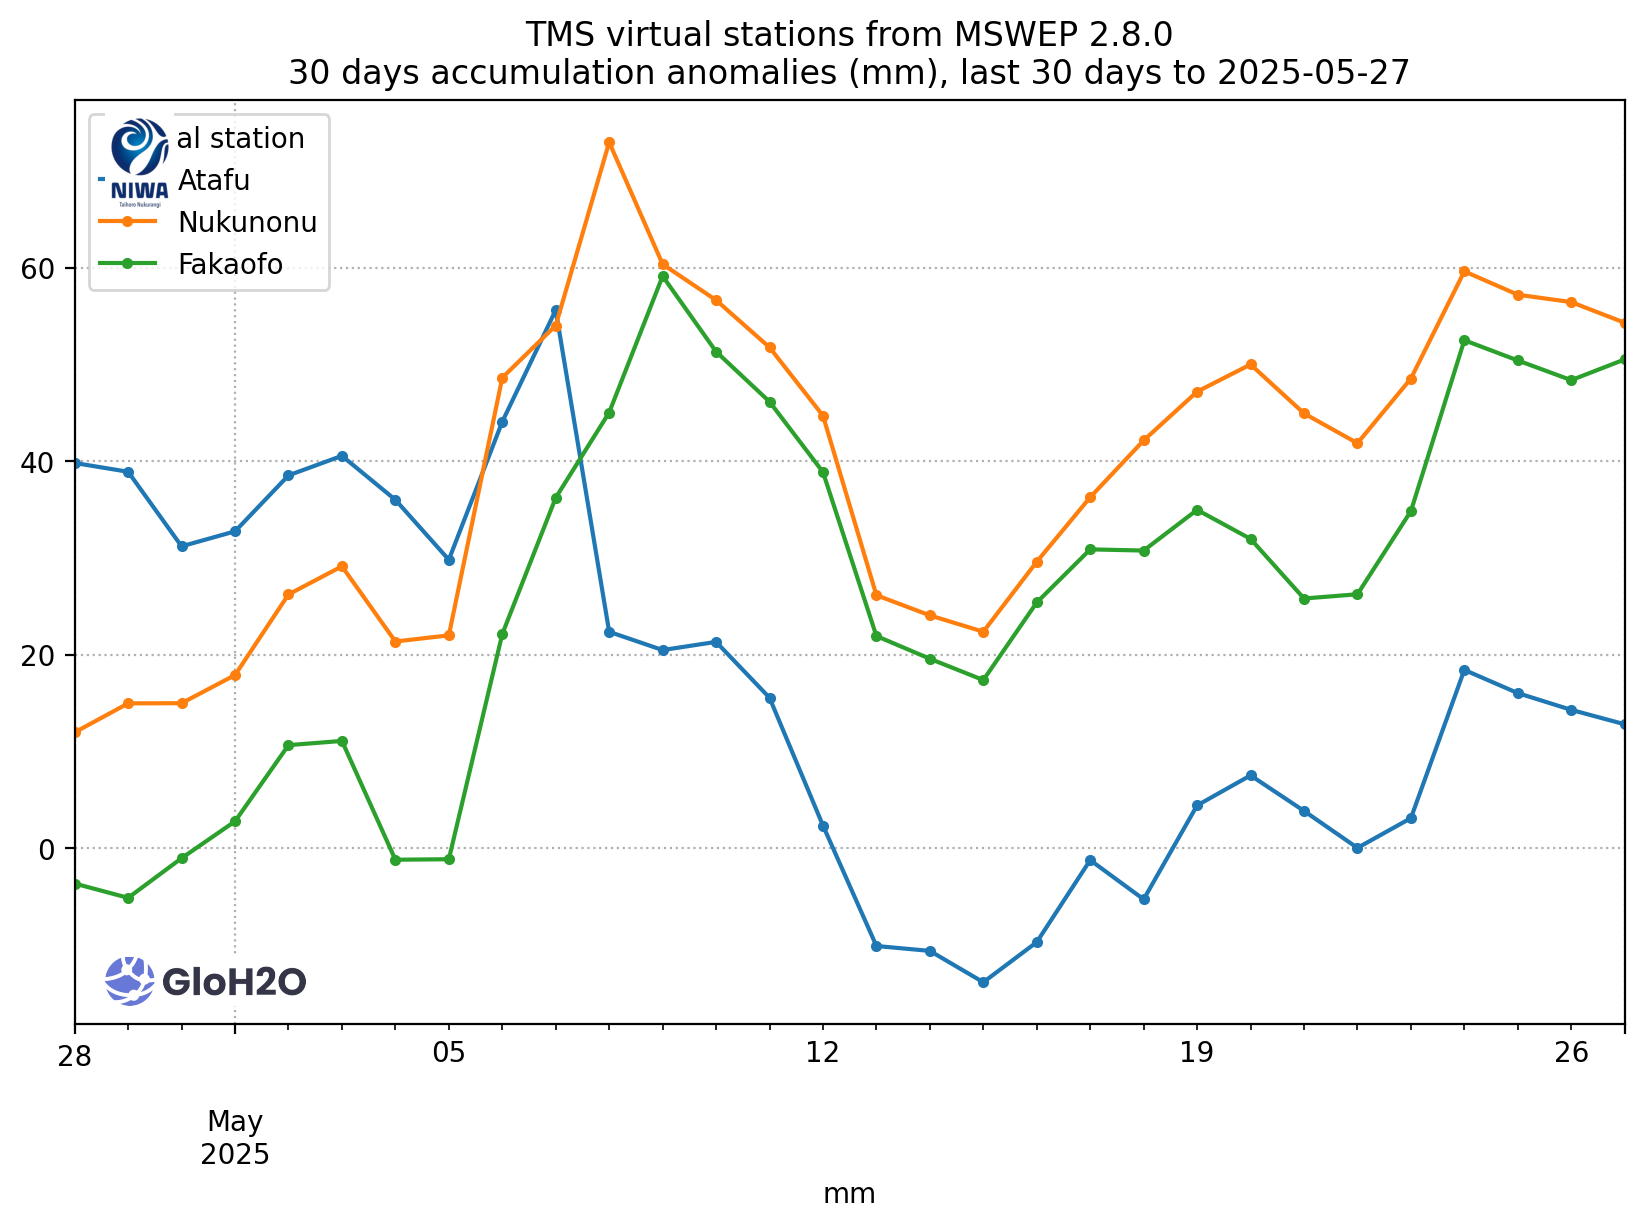 TMS virtual stations from MSWEP 2.8.0
30 days accumulation anomalies (mm), last 30 days to 2025-05-27
al station
Atafu
NIWA
Taihoro Nukurangi
Nukunonu
Fakaofo
60
40
20
0
GloH2O
28
05
12
19
26
May
2025
mm